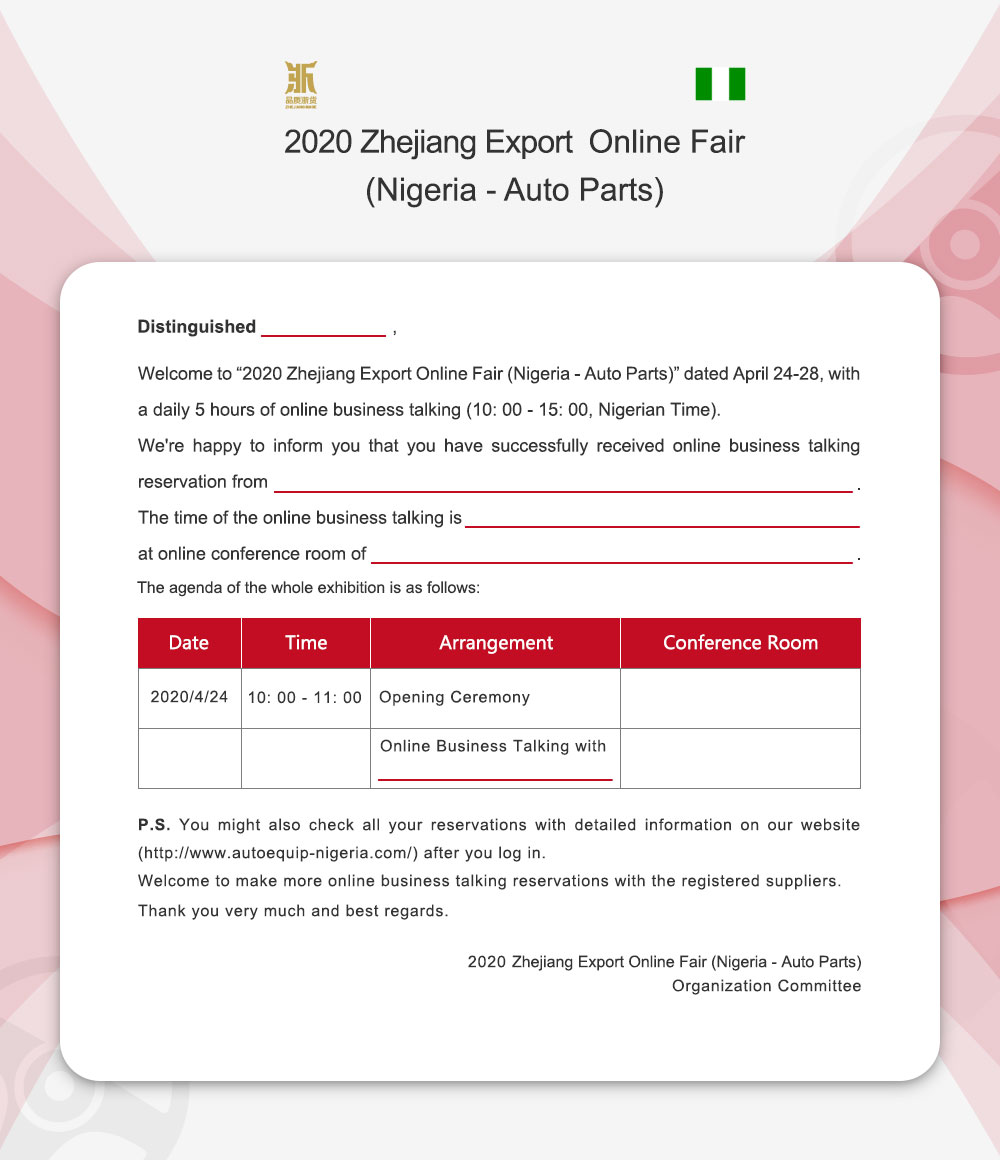 浙
品质浙货
2020 Zhejiang Export Online Fair
(Nigeria - Auto Parts)
Distinguished ,
Welcome to “2020 Zhejiang Export Online Fair (Nigeria - Auto Parts)” dated April 24-28, with
a daily 5 hours of online business talking (10: 00 - 15: 00, Nigerian Time).
We're happy to inform you that you have successfully received online business talking
reservation from .
The time of the online business talking is
at online conference room of .
The agenda of the whole exhibition is as follows:
Date Time Arrangement Conference Room
2020/4/24 10: 00 - 11: 00 Opening Ceremony
Online Business Talking with
P.S. You might also check all your reservations with detailed information on our website
(http://www.autoequip-nigeria.com/) after you log in.
Welcome to make more online business talking reservations with the registered suppliers.
Thank you very much and best regards.
2020 Zhejiang Export Online Fair (Nigeria - Auto Parts)
Organization Committee